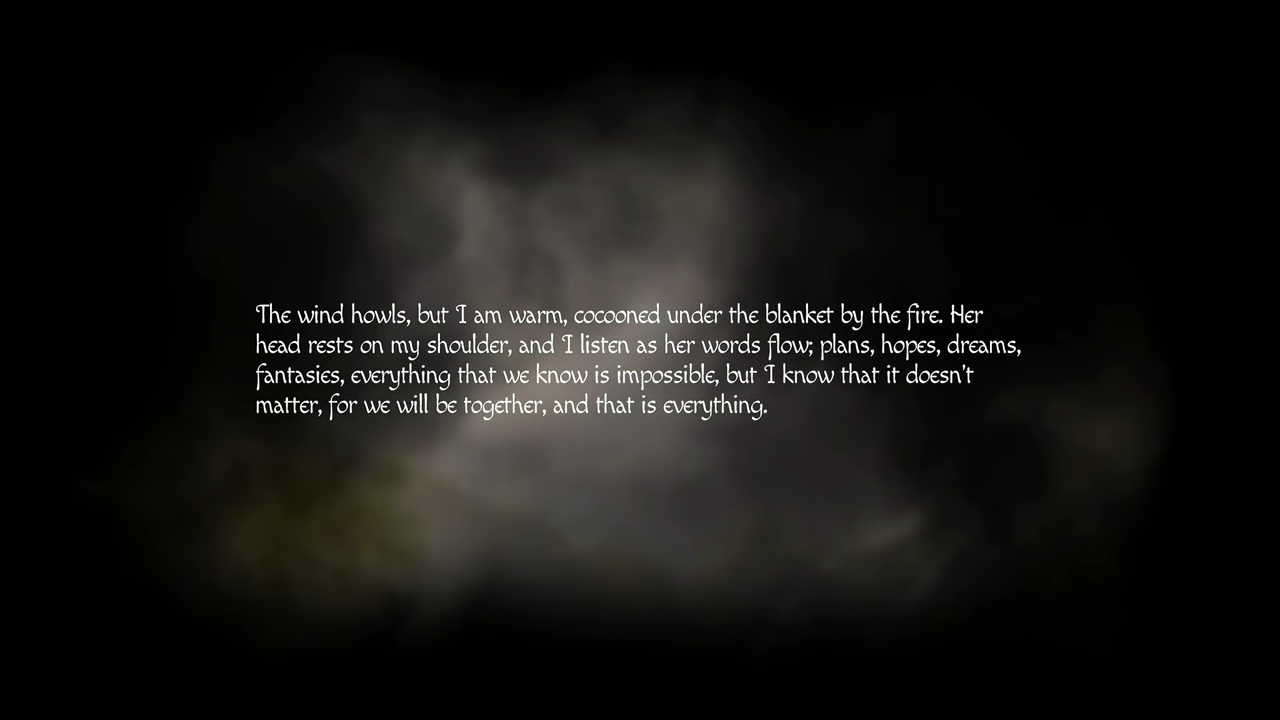 The wind howls, but I am warm, cocooned under the blanket by the fire. Her
head rests on my shoulder, and I listen as her words flow; plans, hopes, dreams,
fantasies, everything that we know is impossible, but I know that it doesn't
matter, for we will be together, and that is everything.